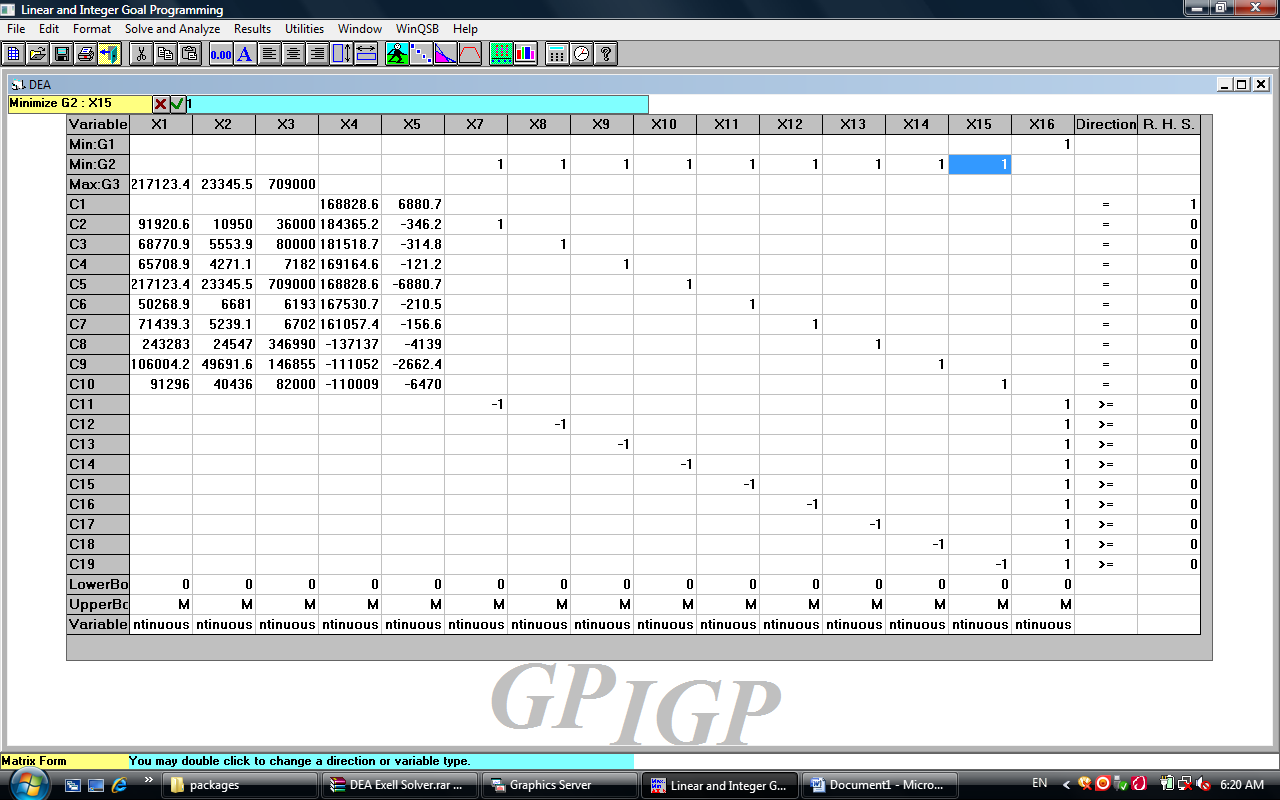 Linear and Integer Goal Programming
File Edit Format Solve and Analyze Results Utilities Window WinQSB Help
0.00 A
DEA
Minimize G2 : X15 1
Variable X1 X2 X3 X4 X5 X7 X8 X9 X10 X11 X12 X13 X14 X15 X16 Direction R. H. S.
Min:G1 1
Min:G2 1 1 1 1 1 1 1 1 1
Max:G3 217123.4 23345.5 709000
C1 168828.6 6880.7 = 1
C2 91920.6 10950 36000 184365.2 -346.2 1 = 0
C3 68770.9 5553.9 80000 181518.7 -314.8 1 = 0
C4 65708.9 4271.1 7182 169164.6 -121.2 1 = 0
C5 217123.4 23345.5 709000 168828.6 -6880.7 1 = 0
C6 50268.9 6681 6193 167530.7 -210.5 1 = 0
C7 71439.3 5239.1 6702 161057.4 -156.6 1 = 0
C8 243283 24547 346990 -137137 -4139 1 = 0
C9 106004.2 49691.6 146855 -111052 -2662.4 1 = 0
C10 91296 40436 82000 -110009 -6470 1 = 0
C11 -1 1 >= 0
C12 -1 1 >= 0
C13 -1 1 >= 0
C14 -1 1 >= 0
C15 -1 1 >= 0
C16 -1 1 >= 0
C17 -1 1 >= 0
C18 -1 1 >= 0
C19 -1 1 >= 0
LowerBo 0 0 0 0 0 0 0 0 0 0 0 0 0 0 0
UpperBo M M M M M M M M M M M M M M M
Variable ntinuous ntinuous ntinuous ntinuous ntinuous ntinuous ntinuous ntinuous ntinuous ntinuous ntinuous ntinuous ntinuous ntinuous ntinuous
GP IGP
Matrix Form You may double click to change a direction or variable type.
packages DEA Exell Solver.rar ... Graphics Server Linear and Integer G... Document1 - Micro... EN 6:20 AM